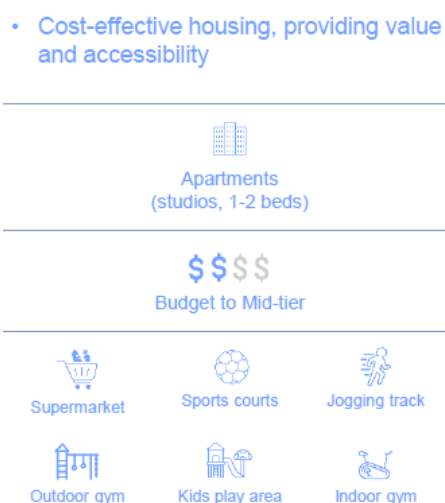 • Cost-effective housing, providing value
and accessibility
Apartments
(studios, 1-2 beds)
$$$$
Budget to Mid-tier
Supermarket
Sports courts
Jogging track
Outdoor gym
Kids play area
Indoor gym